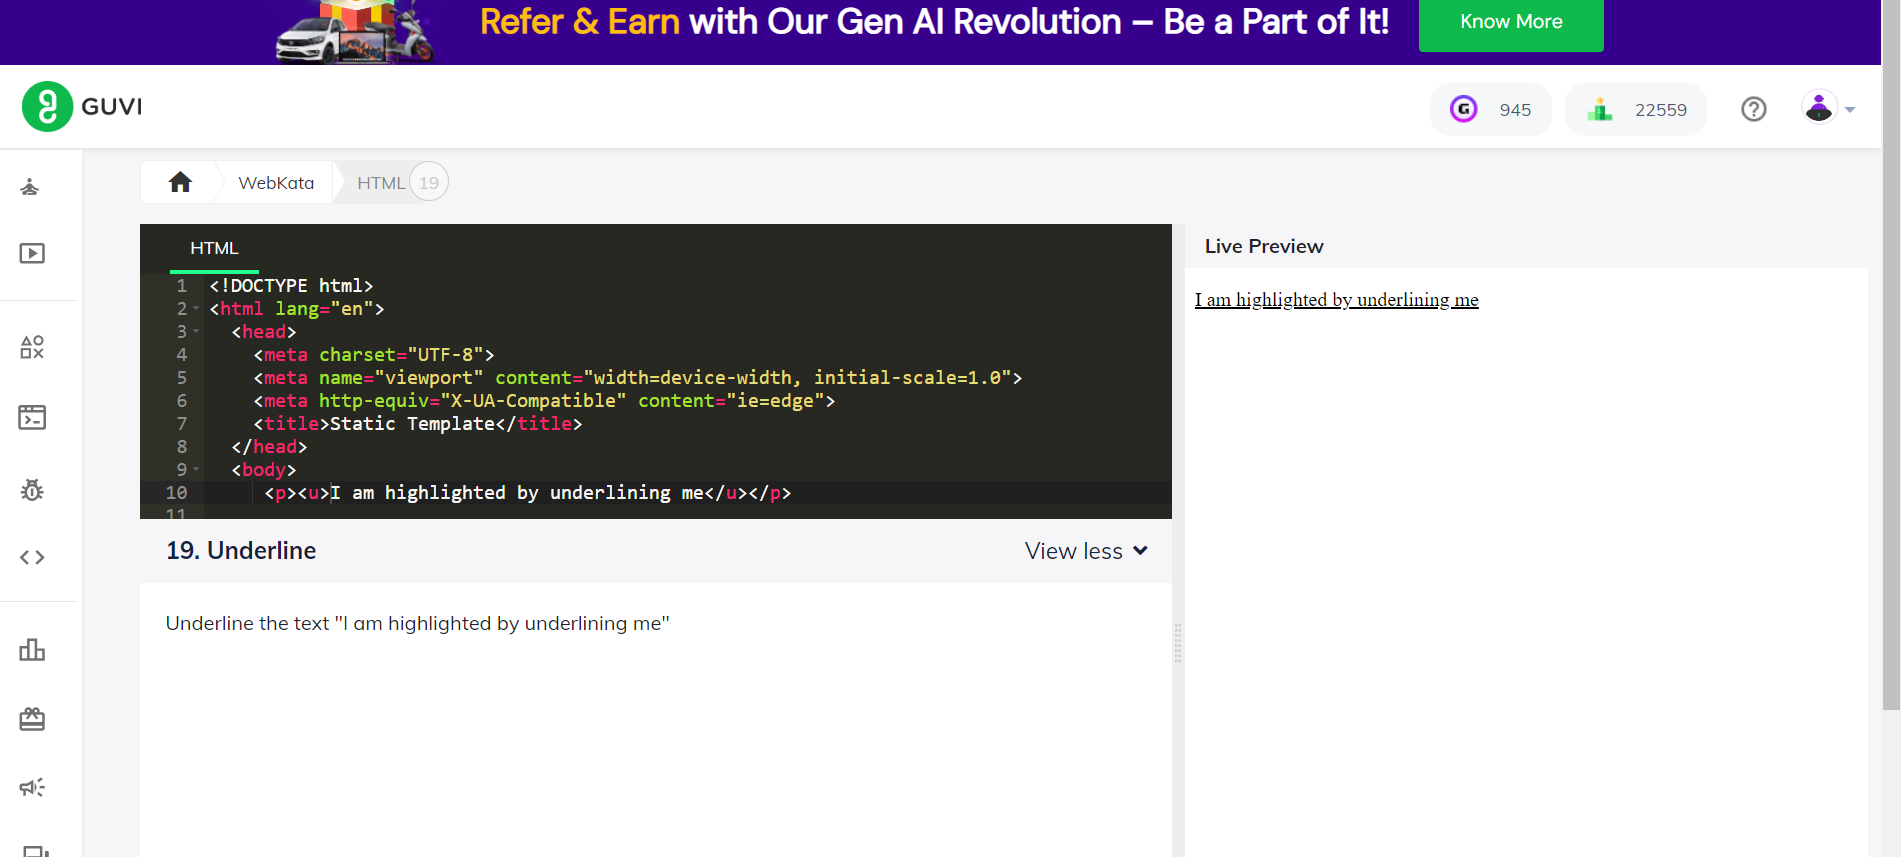 Refer & Earn with Our Gen AI Revolution – Be a Part of It!
Know More
GUVI
G 945
22559
WebKata
HTML 19
HTML
1 <!DOCTYPE html>
2 <html lang="en">
3 <head>
4 <meta charset="UTF-8">
5 <meta name="viewport" content="width=device-width, initial-scale=1.0">
6 <meta http-equiv="X-UA-Compatible" content="ie=edge">
7 <title>Static Template</title>
8 </head>
9 <body>
10 <p><u>I am highlighted by underlining me</u></p>
11
19. Underline
View less
Underline the text "I am highlighted by underlining me"
Live Preview
I am highlighted by underlining me